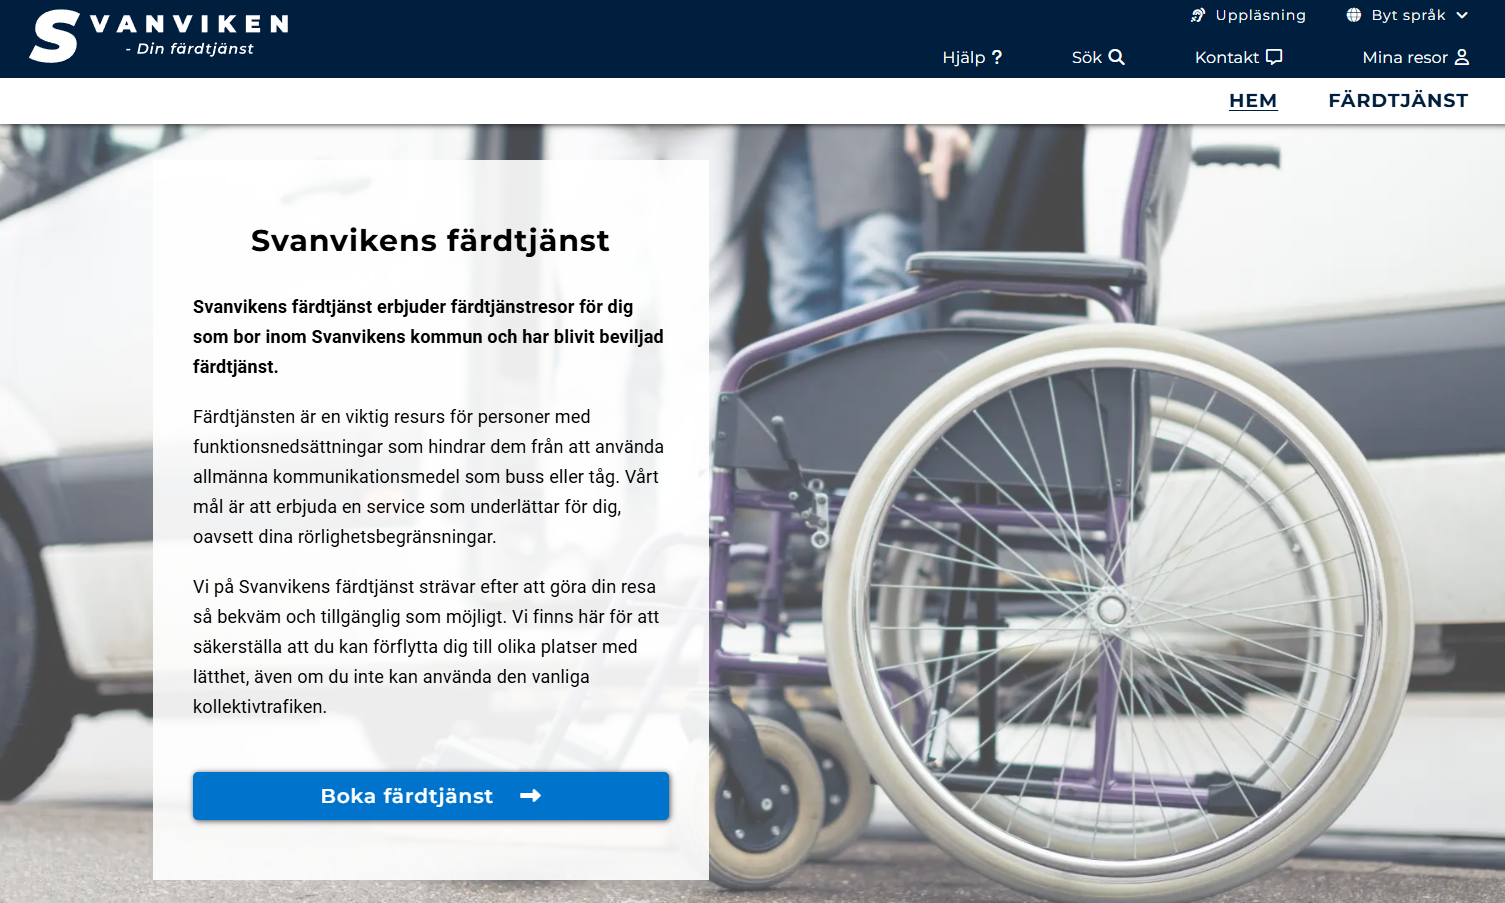 SVANVIKEN
- Din färdtjänst
Uppläsning
Byt språk
Hjälp ?
Sök
Kontakt
Mina resor
HEM
FÄRDTJÄNST
Svanvikens färdtjänst
Svanvikens färdtjänst erbjuder färdtjänstresor för dig
som bor inom Svanvikens kommun och har blivit beviljad
färdtjänst.
Färdtjänsten är en viktig resurs för personer med
funktionsnedsättningar som hindrar dem från att använda
allmänna kommunikationsmedel som buss eller tåg. Vårt
mål är att erbjuda en service som underlättar för dig,
oavsett dina rörlighetsbegränsningar.
Vi på Svanvikens färdtjänst strävar efter att göra din resa
så bekväm och tillgänglig som möjligt. Vi finns här för att
säkerställa att du kan förflytta dig till olika platser med
lätthet, även om du inte kan använda den vanliga
kollektivtrafiken.
Boka färdtjänst